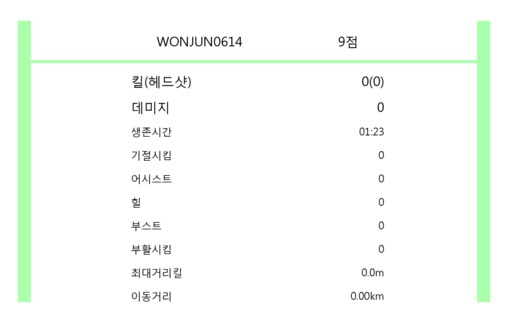 WONJUN0614 9점
킬(헤드샷) 0(0)
데미지 0
생존시간 01:23
기절시킴 0
어시스트 0
힐 0
부스트 0
부활시킴 0
최대거리킬 0.0m
이동거리 0.00km